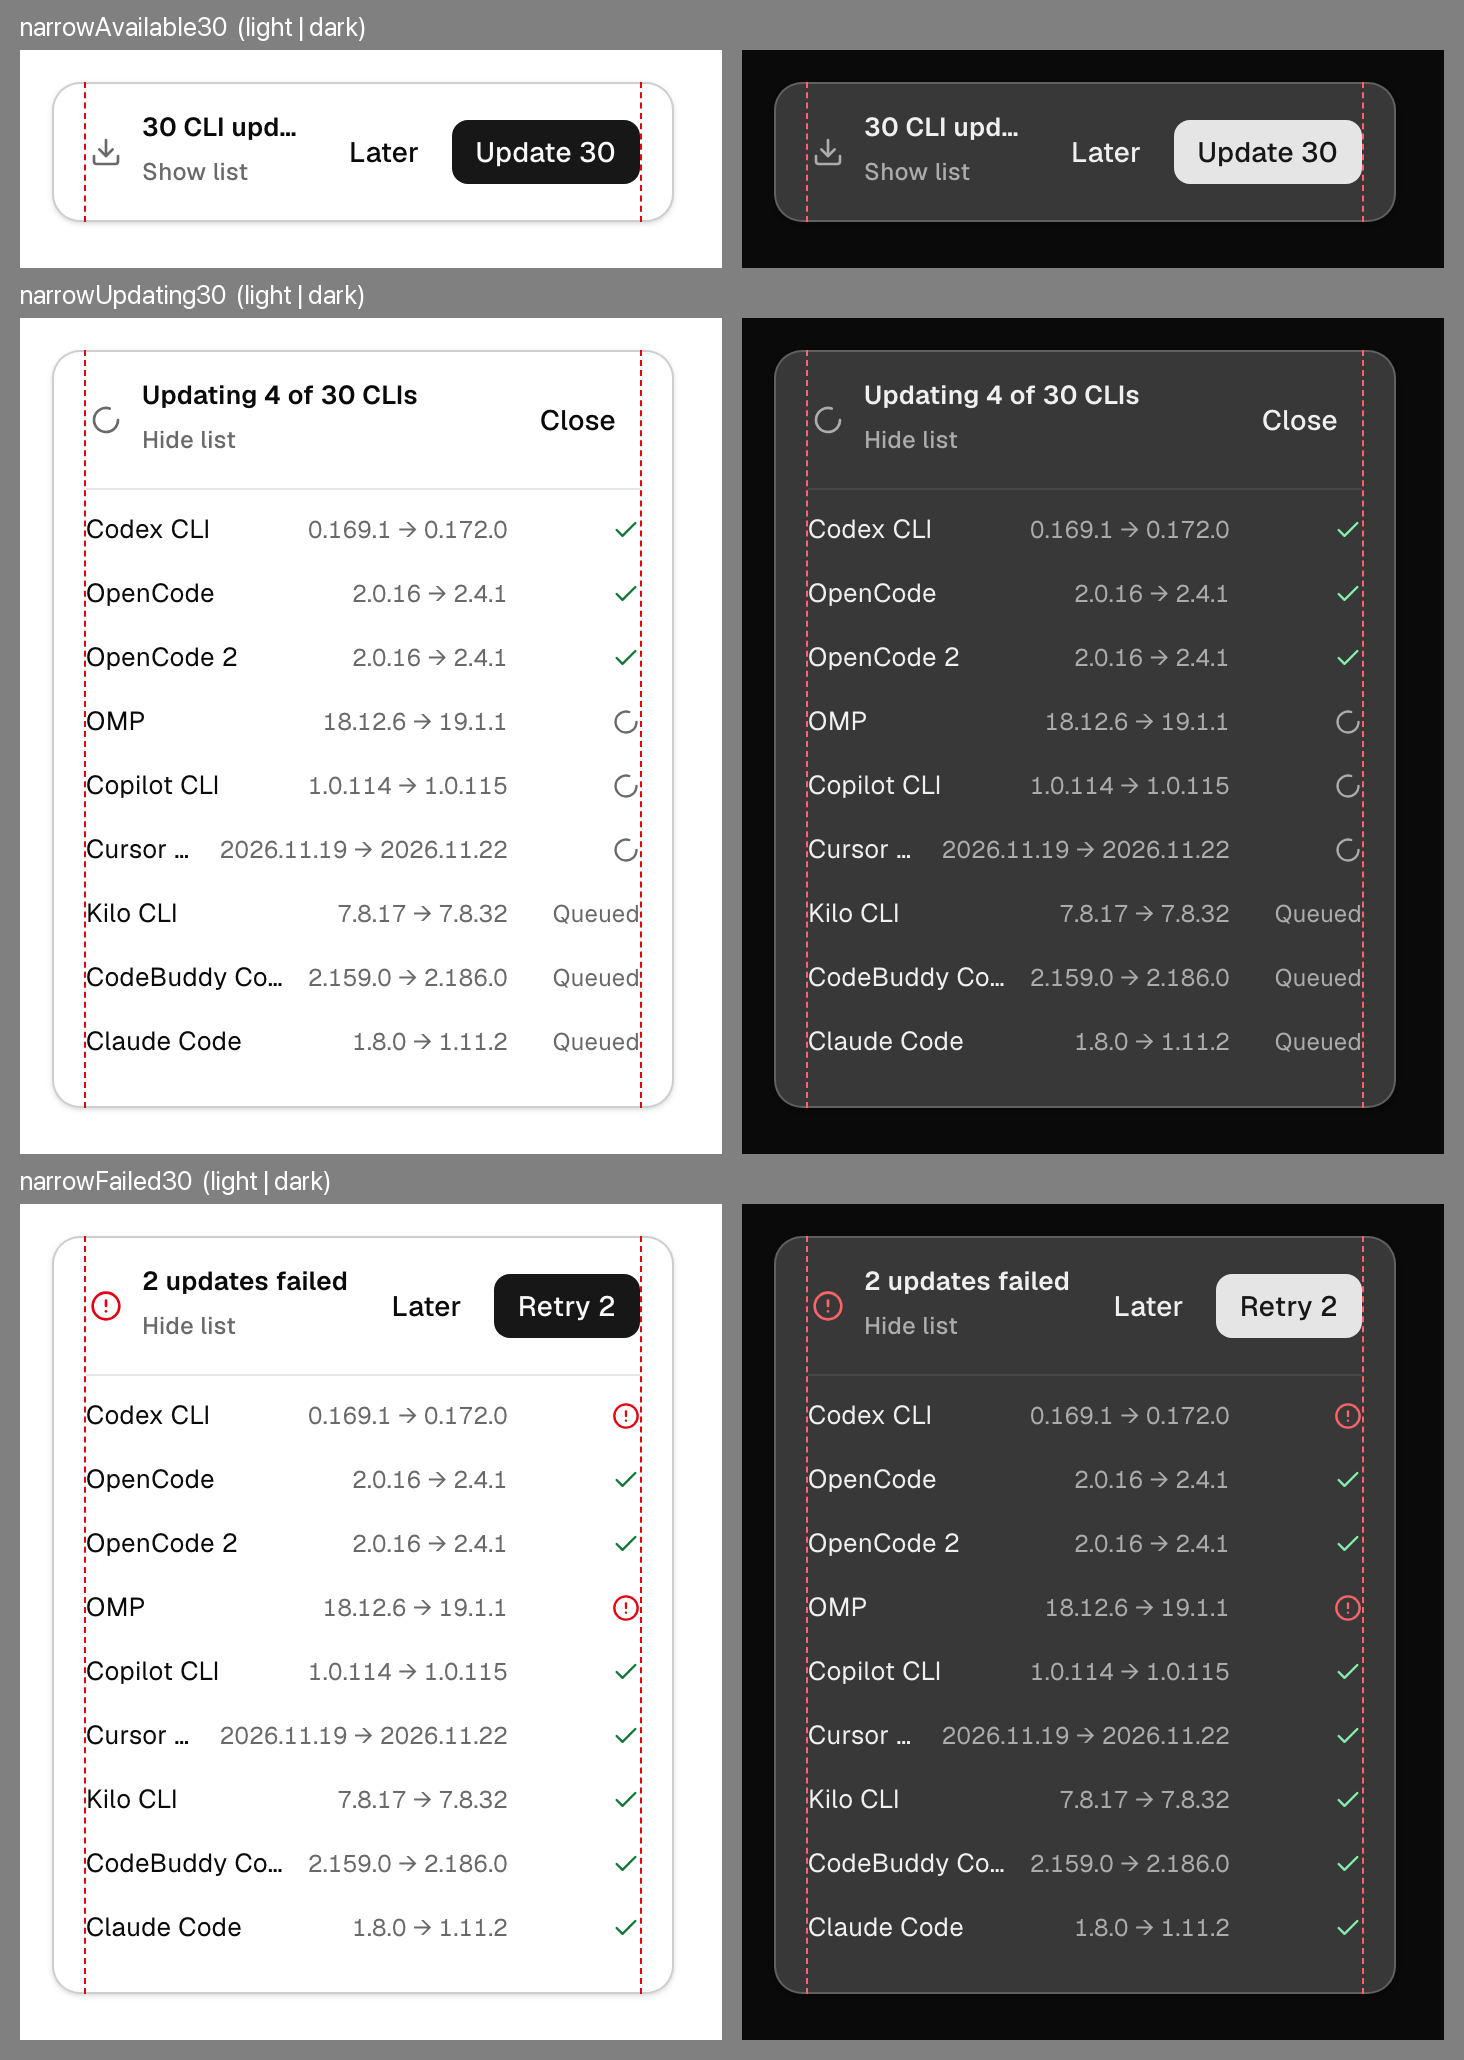 narrowAvailable30 (light | dark)
30 CLI upd...
Show list
Later
Update 30
30 CLI upd...
Show list
Later
Update 30
narrowUpdating30 (light | dark)
Updating 4 of 30 CLIs
Hide list
Close
Codex CLI 0.169.1 → 0.172.0
OpenCode 2.0.16 → 2.4.1
OpenCode 2 2.0.16 → 2.4.1
OMP 18.12.6 → 19.1.1
Copilot CLI 1.0.114 → 1.0.115
Cursor ... 2026.11.19 → 2026.11.22
Kilo CLI 7.8.17 → 7.8.32 Queued
CodeBuddy Co... 2.159.0 → 2.186.0 Queued
Claude Code 1.8.0 → 1.11.2 Queued
Updating 4 of 30 CLIs
Hide list
Close
Codex CLI 0.169.1 → 0.172.0
OpenCode 2.0.16 → 2.4.1
OpenCode 2 2.0.16 → 2.4.1
OMP 18.12.6 → 19.1.1
Copilot CLI 1.0.114 → 1.0.115
Cursor ... 2026.11.19 → 2026.11.22
Kilo CLI 7.8.17 → 7.8.32 Queued
CodeBuddy Co... 2.159.0 → 2.186.0 Queued
Claude Code 1.8.0 → 1.11.2 Queued
narrowFailed30 (light | dark)
2 updates failed
Hide list
Later
Retry 2
Codex CLI 0.169.1 → 0.172.0
OpenCode 2.0.16 → 2.4.1
OpenCode 2 2.0.16 → 2.4.1
OMP 18.12.6 → 19.1.1
Copilot CLI 1.0.114 → 1.0.115
Cursor ... 2026.11.19 → 2026.11.22
Kilo CLI 7.8.17 → 7.8.32
CodeBuddy Co... 2.159.0 → 2.186.0
Claude Code 1.8.0 → 1.11.2
2 updates failed
Hide list
Later
Retry 2
Codex CLI 0.169.1 → 0.172.0
OpenCode 2.0.16 → 2.4.1
OpenCode 2 2.0.16 → 2.4.1
OMP 18.12.6 → 19.1.1
Copilot CLI 1.0.114 → 1.0.115
Cursor ... 2026.11.19 → 2026.11.22
Kilo CLI 7.8.17 → 7.8.32
CodeBuddy Co... 2.159.0 → 2.186.0
Claude Code 1.8.0 → 1.11.2